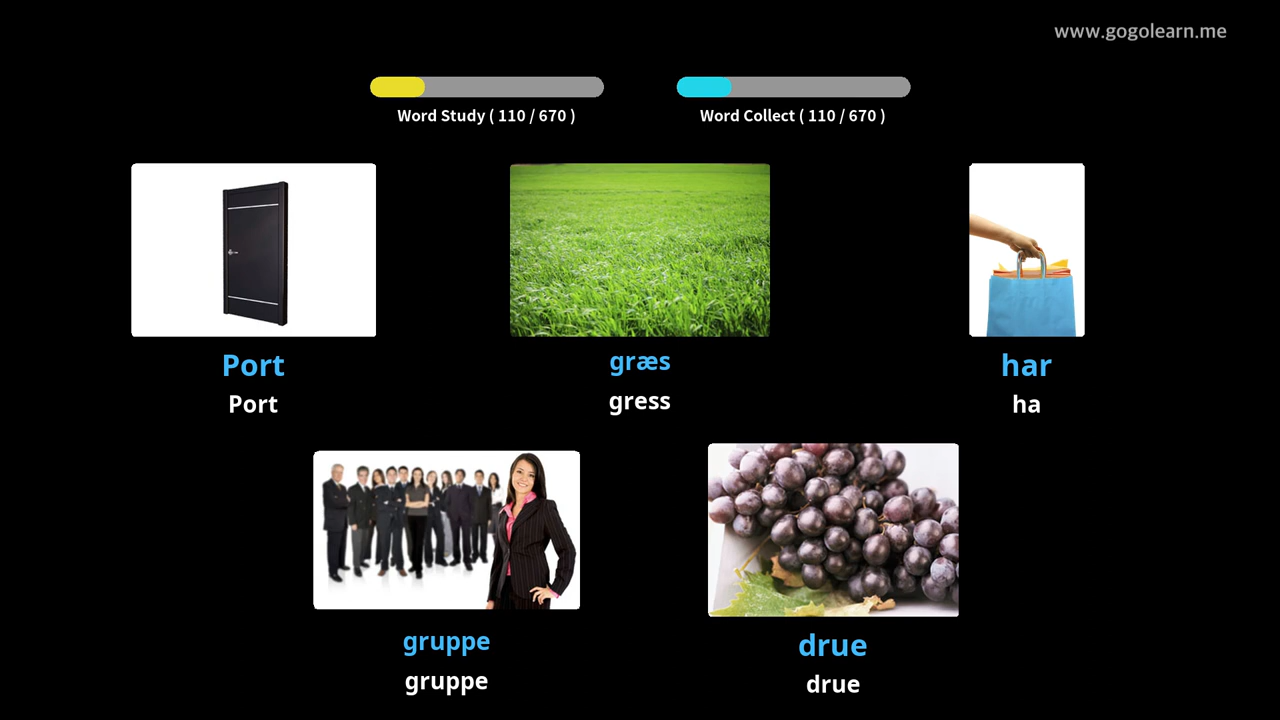 www.gogolearn.me
Word Study ( 110 / 670 )
Word Collect ( 110 / 670 )
Port
Port
græs
gress
har
ha
gruppe
gruppe
drue
drue